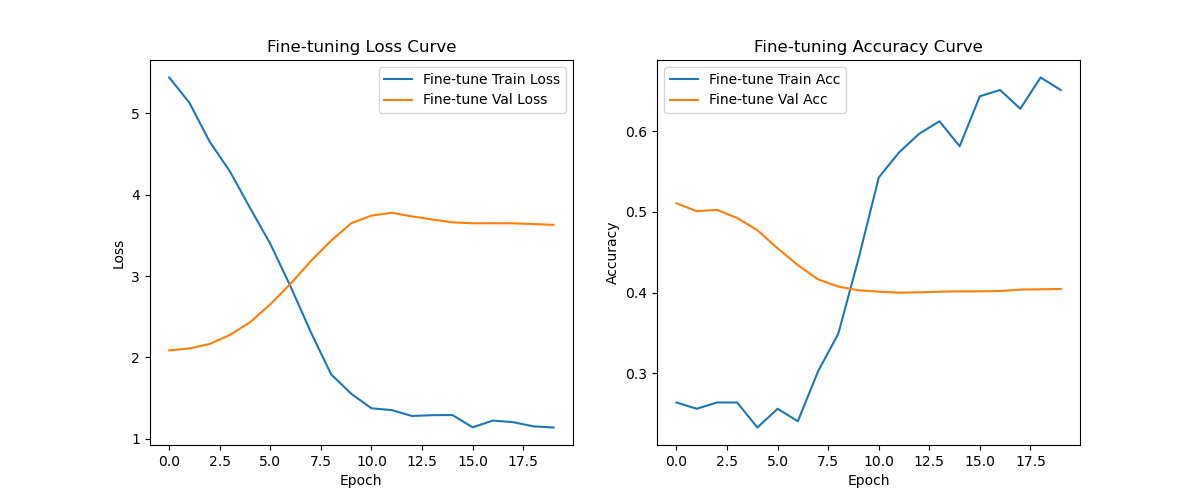 Fine-tuning Loss Curve
Fine-tune Train Loss
Fine-tune Val Loss
Loss
5
4
3
2
1
0.0 2.5 5.0 7.5 10.0 12.5 15.0 17.5
Epoch
Fine-tuning Accuracy Curve
Fine-tune Train Acc
Fine-tune Val Acc
Accuracy
0.6
0.5
0.4
0.3
0.0 2.5 5.0 7.5 10.0 12.5 15.0 17.5
Epoch